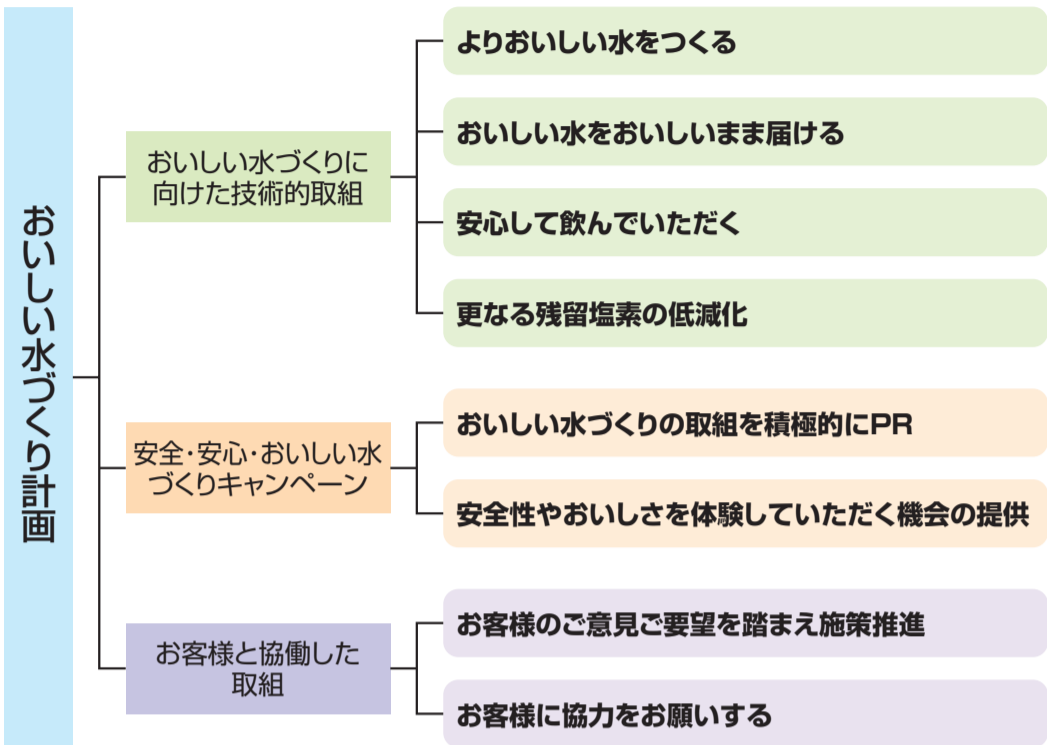 おいしい水づくり計画
おいしい水づくりに
向けた技術的取組
よりおいしい水をつくる
おいしい水をおいしいまま届ける
安心して飲んでいただく
更なる残留塩素の低減化
安全・安心・おいしい水
づくりキャンペーン
おいしい水づくりの取組を積極的にPR
安全性やおいしさを体験していただく機会の提供
お客様と協働した
取組
お客様のご意見ご要望を踏まえ施策推進
お客様に協力をお願いする